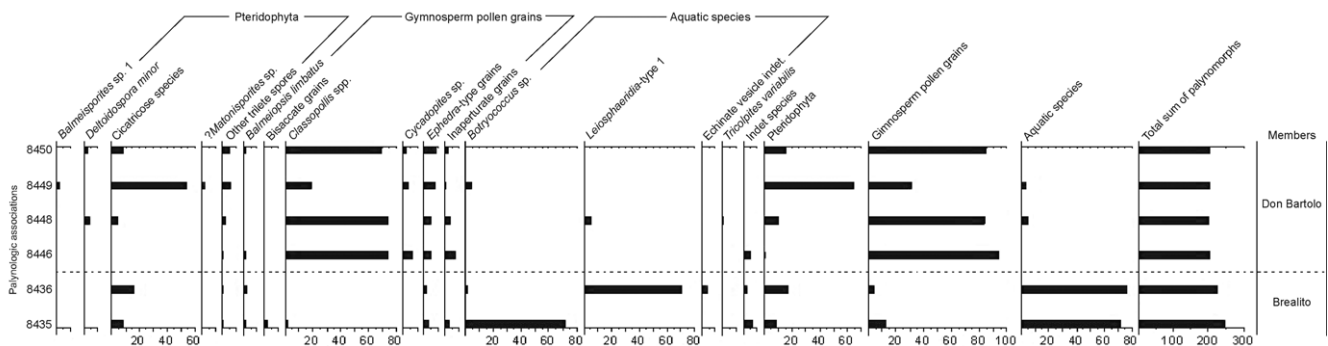 Pteridophyta
Gymnosperm pollen grains
Aquatic species
Balmeisporites sp. 1
Deltoidospora minor
Cicatricose species
?Matonisporites sp.
Other trilete spores
Balmeiopsis limbatus
Bisaccate grains
Classopollis spp.
Cycadopites sp.
Ephedra-type grains
Inaperturate grains
Botryococcus sp.
Leiosphaeridia-type 1
Echinate vesicle indet.
Tricolpites variabilis
Indet species
Pteridophyta
Gimnosperm pollen grains
Aquatic species
Total sum of polynomorphs
Members
Palynologic associations
8450
8449
8448
8446
8436
8435
Don Bartolo
Brealito
20 40 60
20 40 60 80
20 40 60 80
20 40 60 80
20 40 60
20 40 60 80 100
20 40 60 80
100 200 300